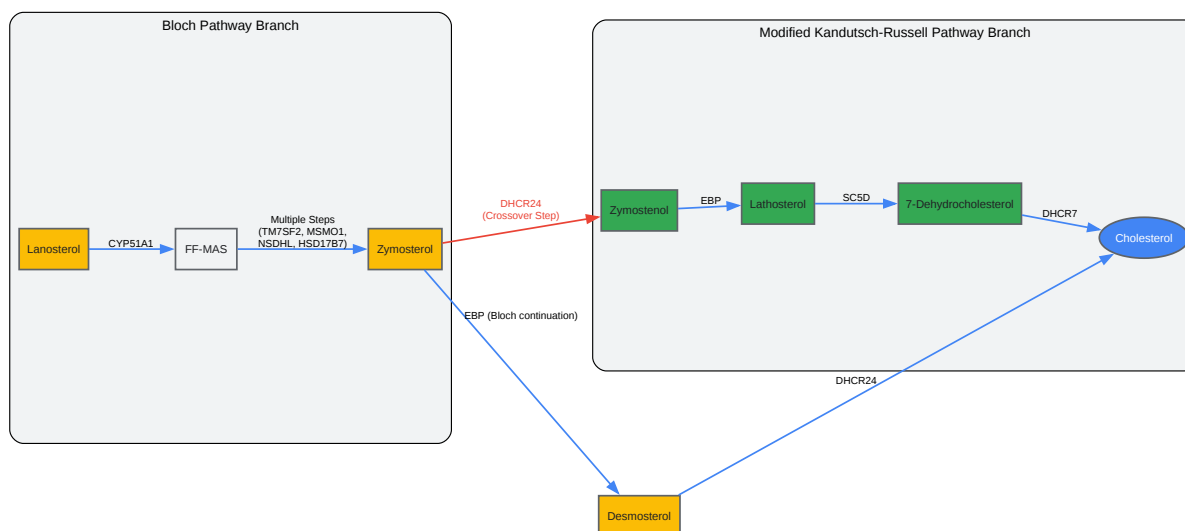 Bloch Pathway Branch
Modified Kandutsch-Russell Pathway Branch
Lanosterol
CYP51A1
FF-MAS
Multiple Steps
(TM7SF2, MSMO1,
NSDHL, HSD17B7)
Zymosterol
DHCR24
(Crossover Step)
Zymostenol
EBP
Lathosterol
SC5D
7-Dehydrocholesterol
DHCR7
Cholesterol
EBP (Bloch continuation)
DHCR24
Desmosterol